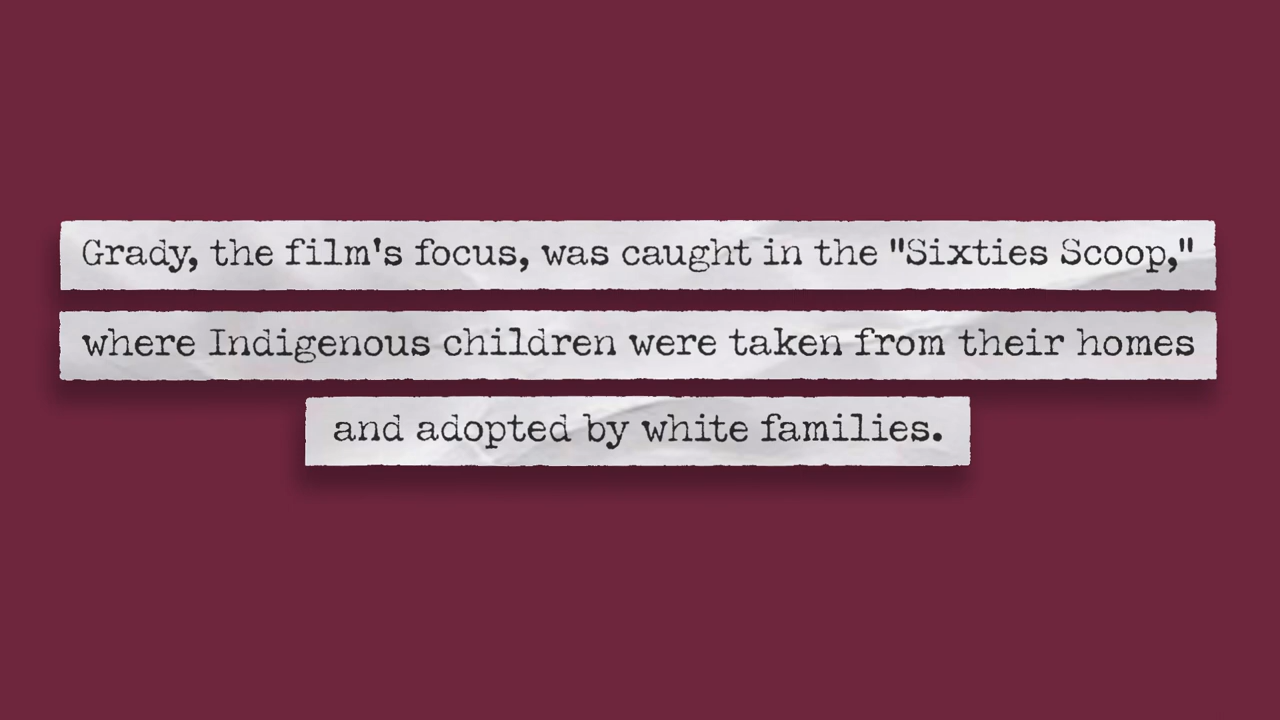 Grady, the film's focus, was caught in the "Sixties Scoop,"
where Indigenous children were taken from their homes
and adopted by white families.